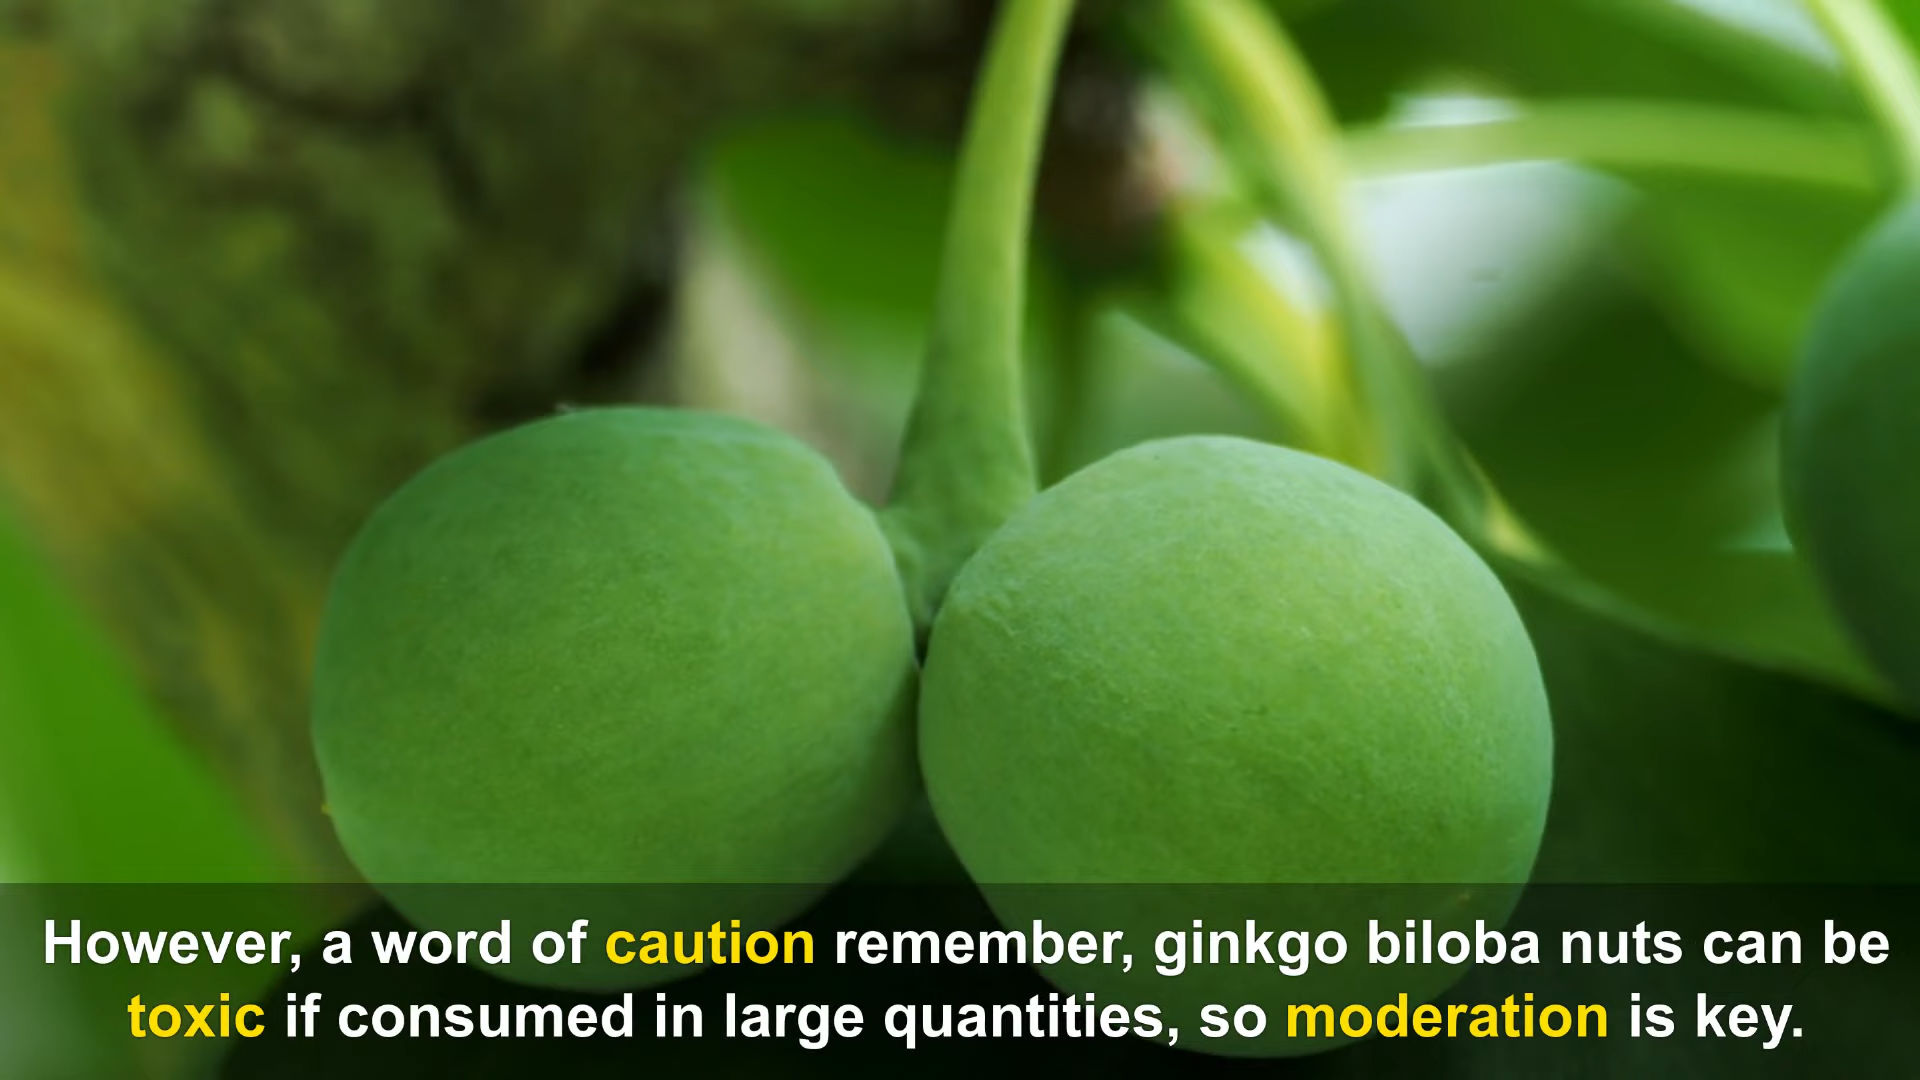 However, a word of caution remember, ginkgo biloba nuts can be
toxic if consumed in large quantities, so moderation is key.